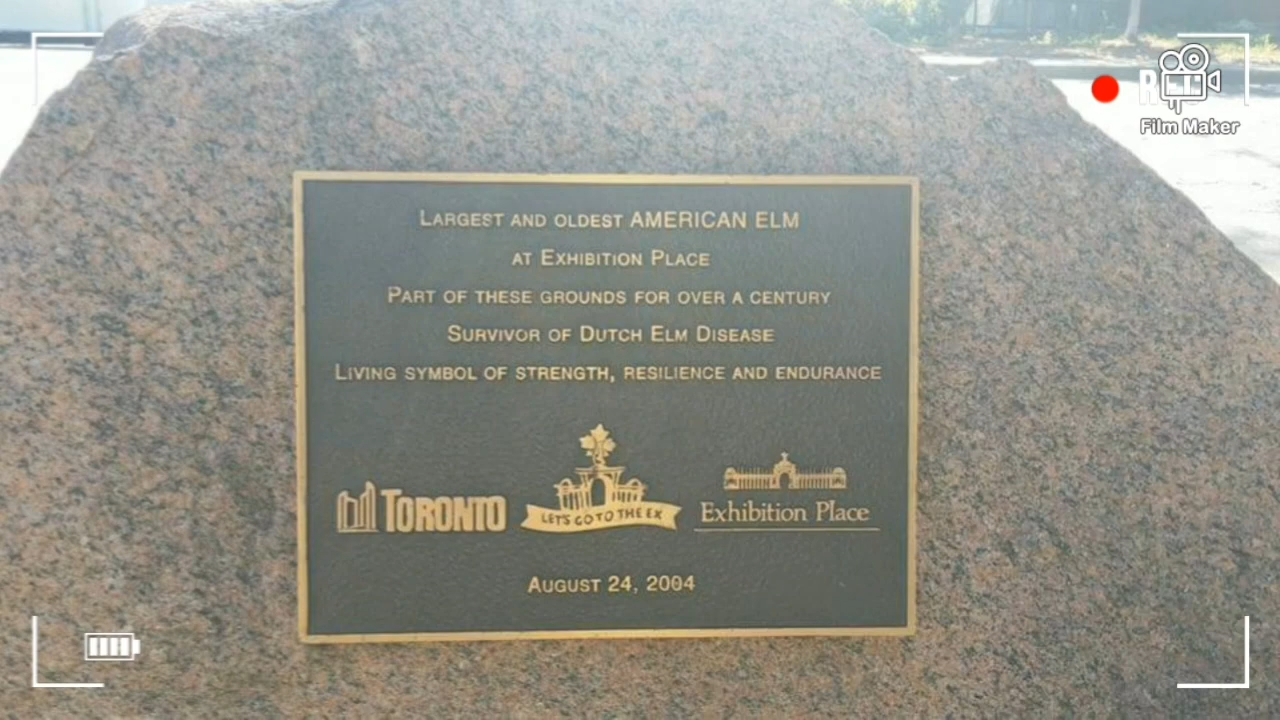 Film Maker
LARGEST AND OLDEST AMERICAN ELM
AT EXHIBITION PLACE
PART OF THESE GROUNDS FOR OVER A CENTURY
SURVIVOR OF DUTCH ELM DISEASE
LIVING SYMBOL OF STRENGTH, RESILIENCE AND ENDURANCE
TORONTO
LET'S GO TO THE EX
Exhibition Place
AUGUST 24, 2004